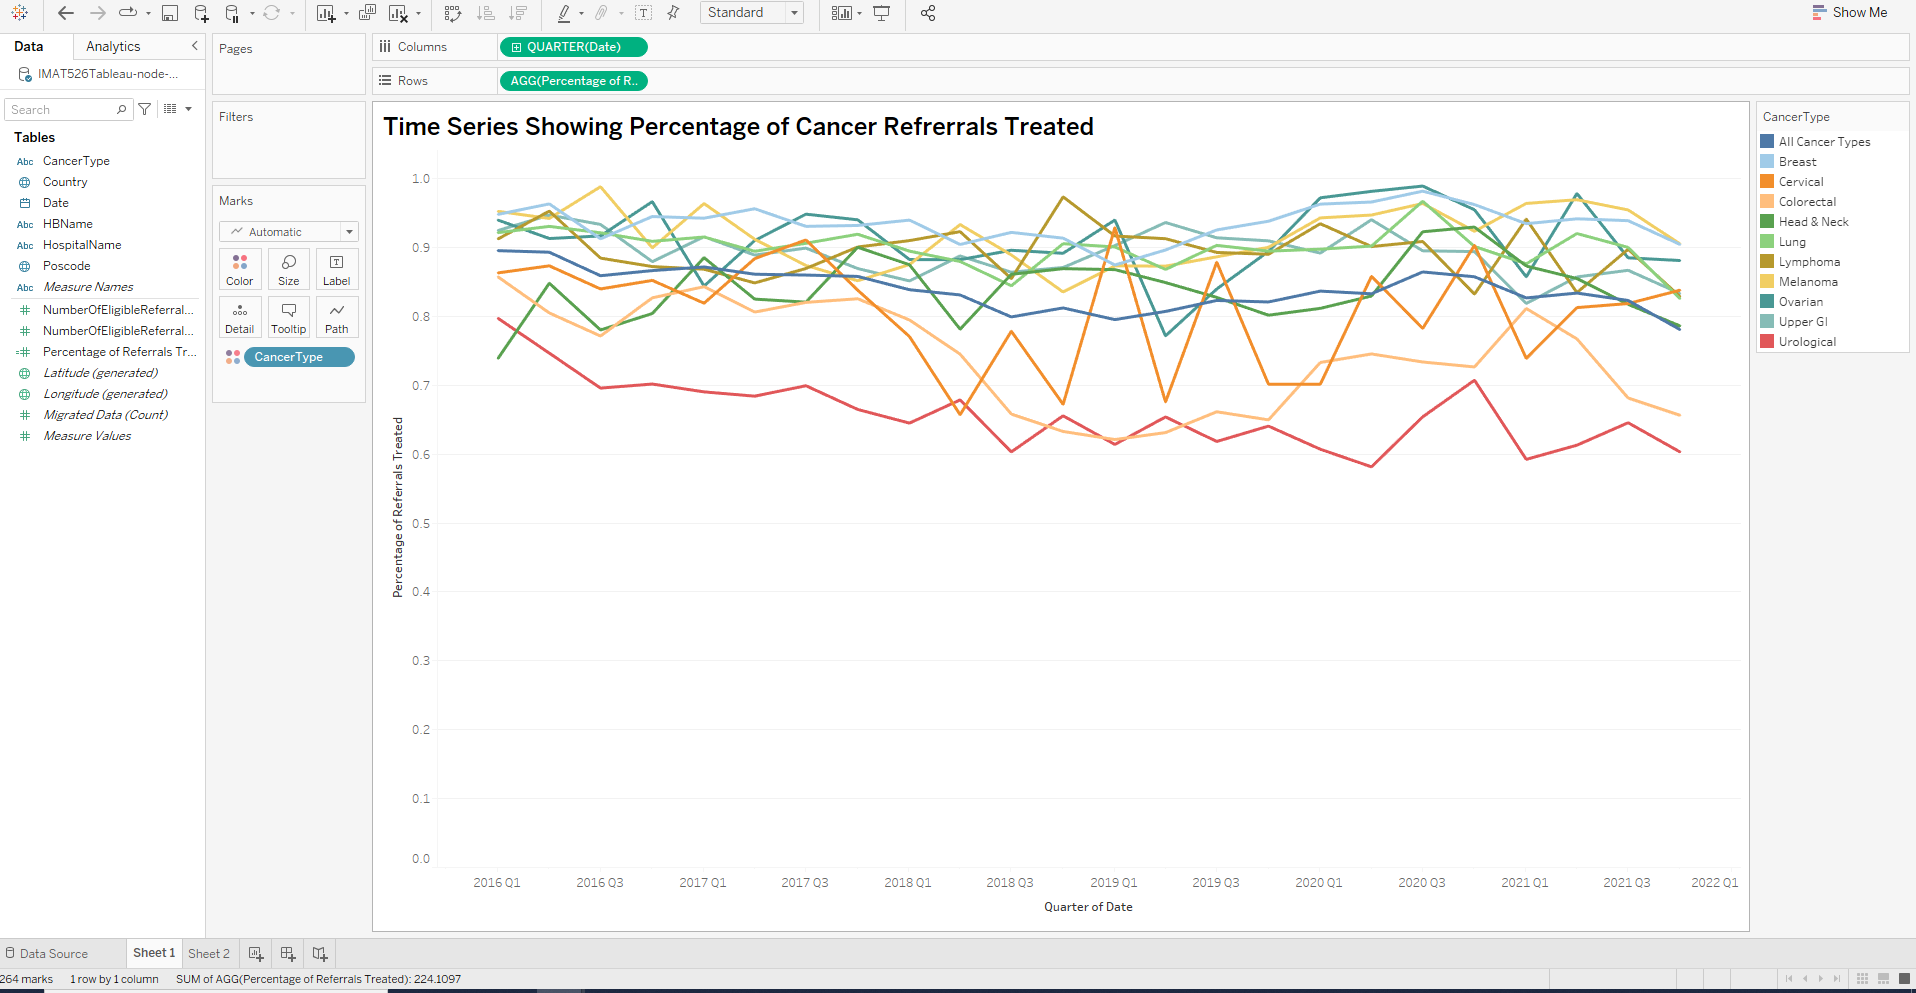 Standard
Show Me
Data
Analytics
IMAT526Tableau-node-...
Search
Tables
Abc CancerType
Country
Date
Abc HBName
Abc HospitalName
Poscode
Abc Measure Names
NumberOfEligibleReferral...
NumberOfEligibleReferral...
Percentage of Referrals Tr...
Latitude (generated)
Longitude (generated)
Migrated Data (Count)
Measure Values
Pages
Filters
Marks
Automatic
Color
Size
Label
Detail
Tooltip
Path
CancerType
Columns
QUARTER(Date)
Rows
AGG(Percentage of R..
Time Series Showing Percentage of Cancer Refrerrals Treated
Percentage of Referrals Treated
1.0
0.9
0.8
0.7
0.6
0.5
0.4
0.3
0.2
0.1
0.0
2016 Q1
2016 Q3
2017 Q1
2017 Q3
2018 Q1
2018 Q3
2019 Q1
2019 Q3
2020 Q1
2020 Q3
2021 Q1
2021 Q3
2022 Q1
Quarter of Date
CancerType
All Cancer Types
Breast
Cervical
Colorectal
Head & Neck
Lung
Lymphoma
Melanoma
Ovarian
Upper GI
Urological
Data Source
Sheet 1
Sheet 2
264 marks
1 row by 1 column
SUM of AGG(Percentage of Referrals Treated): 224.1097